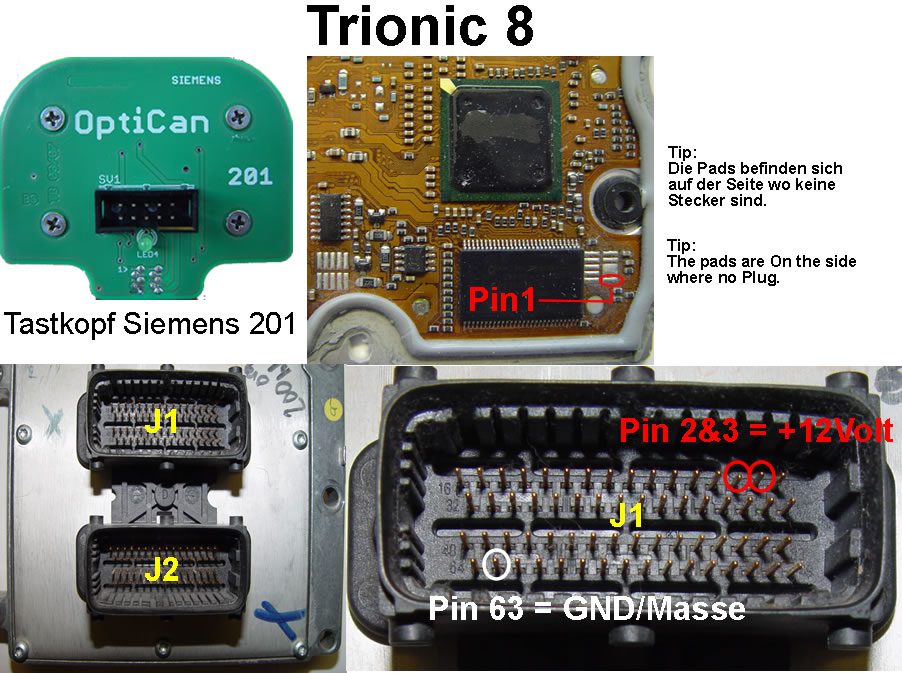 Trionic 8
SIEMENS
OptiCan
SV1
201
LED4
1>
Tastkopf Siemens 201
Pin1
Tip:
Die Pads befinden sich
auf der Seite wo keine
Stecker sind.
Tip:
The pads are On the side
where no Plug.
J1
J2
Pin 2&3 = +12Volt
16
32
J1
48
64
Pin 63 = GND/Masse